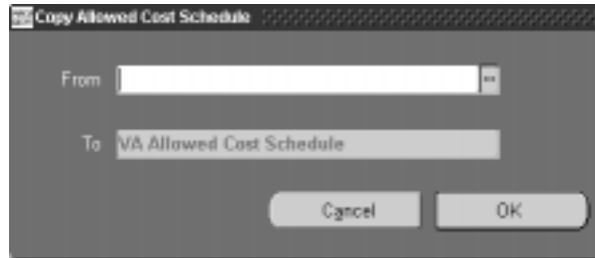 Copy Allowed Cost Schedule
From
To VA Allowed Cost Schedule
Cancel OK